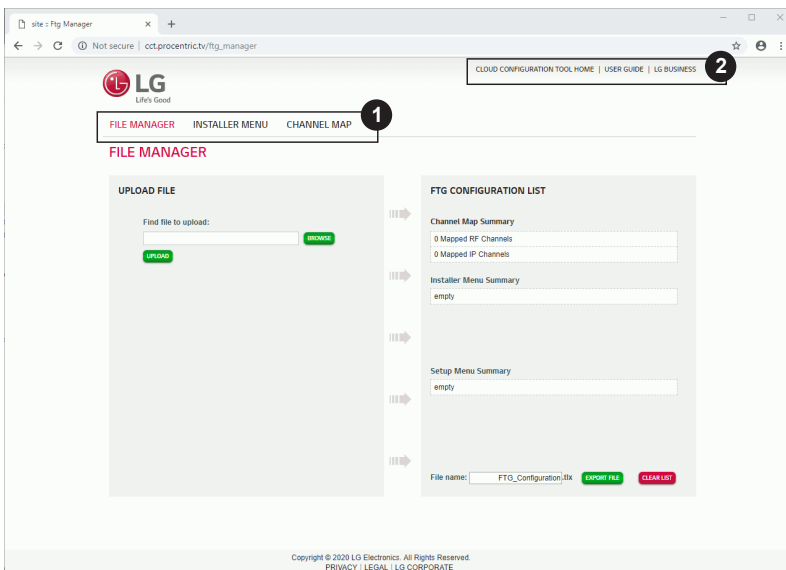 site : Ftg Manager
Not secure | cct.procentric.tv/ftg_manager
CLOUD CONFIGURATION TOOL HOME | USER GUIDE | LG BUSINESS
2
LG
Life's Good
1
FILE MANAGER INSTALLER MENU CHANNEL MAP
FILE MANAGER
UPLOAD FILE
Find file to upload:
BROWSE
UPLOAD
FTG CONFIGURATION LIST
Channel Map Summary
0 Mapped RF Channels
0 Mapped IP Channels
Installer Menu Summary
empty
Setup Menu Summary
empty
File name: FTG_Configuration .tlx EXPORT FILE CLEAR LIST
Copyright © 2020 LG Electronics. All Rights Reserved.
PRIVACY | LEGAL | LG CORPORATE